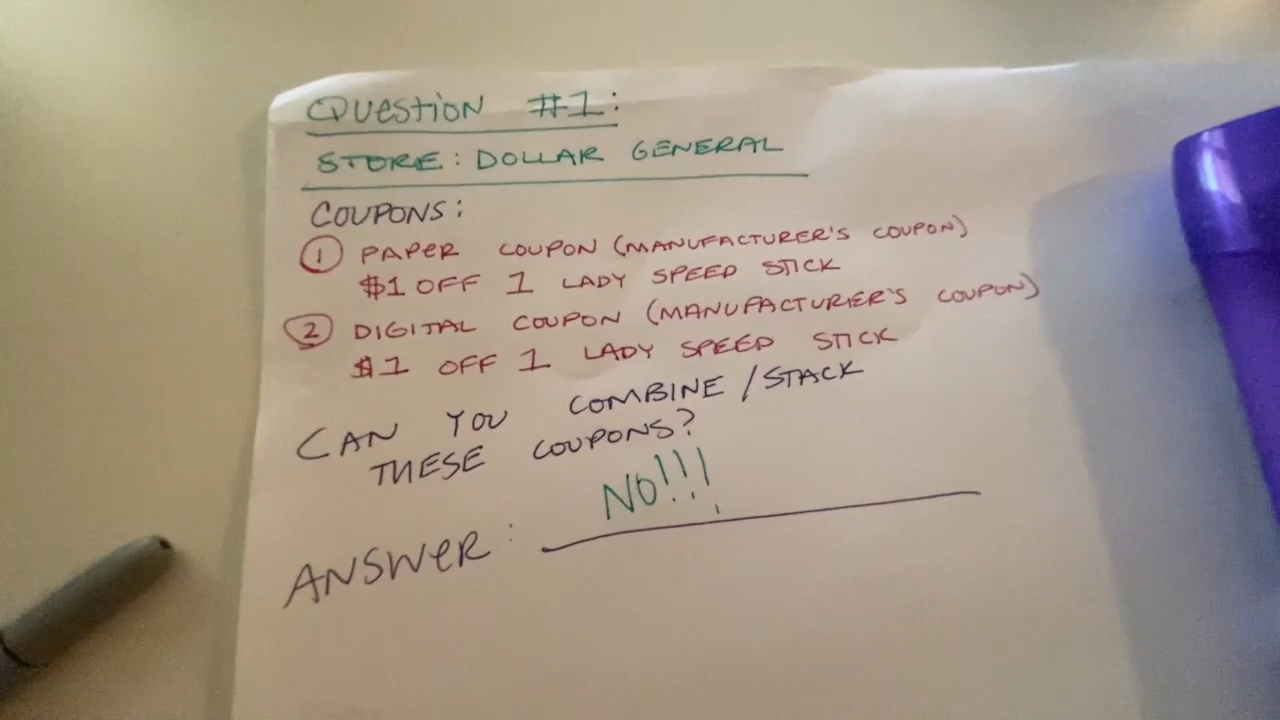 QUESTION #1:
STORE: DOLLAR GENERAL
COUPONS:
1 PAPER COUPON (MANUFACTURER'S COUPON)
$1 OFF 1 LADY SPEED STICK
2 DIGITAL COUPON (MANUFACTURER'S COUPON)
$1 OFF 1 LADY SPEED STICK
CAN YOU COMBINE / STACK
THESE COUPONS?
NO!!!
ANSWER: